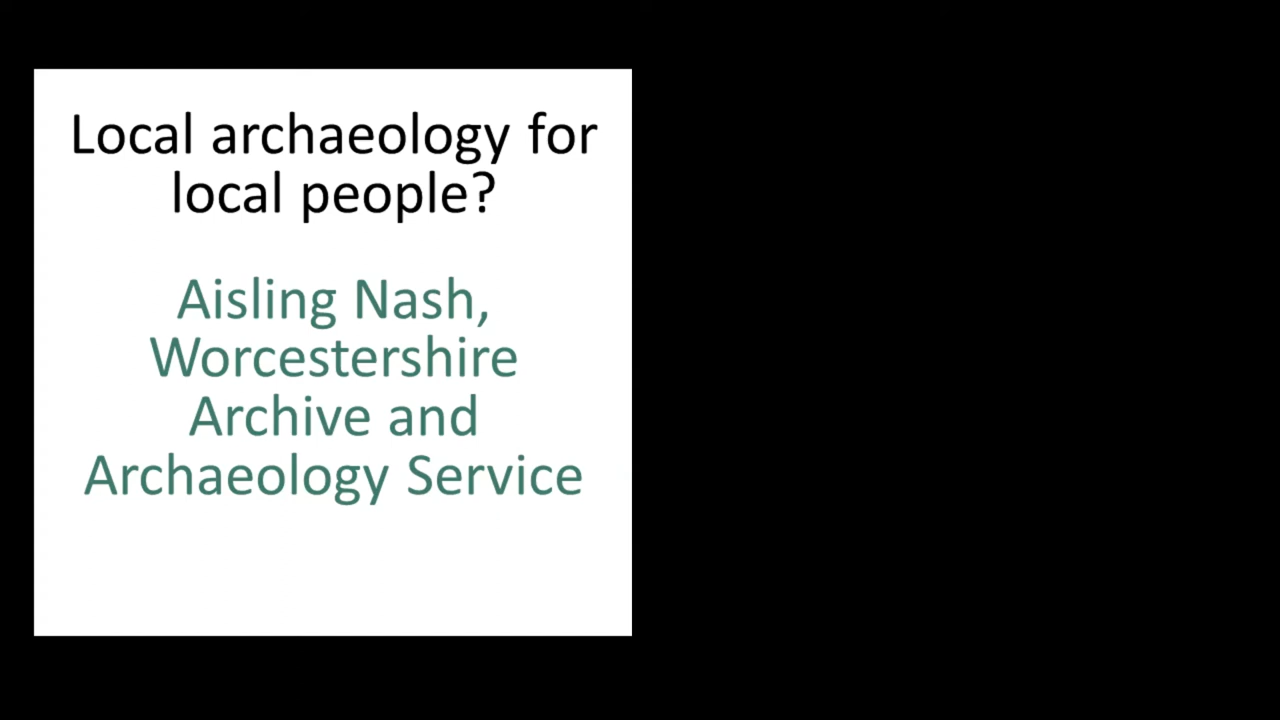 Local archaeology for
local people?
Aisling Nash,
Worcestershire
Archive and
Archaeology Service